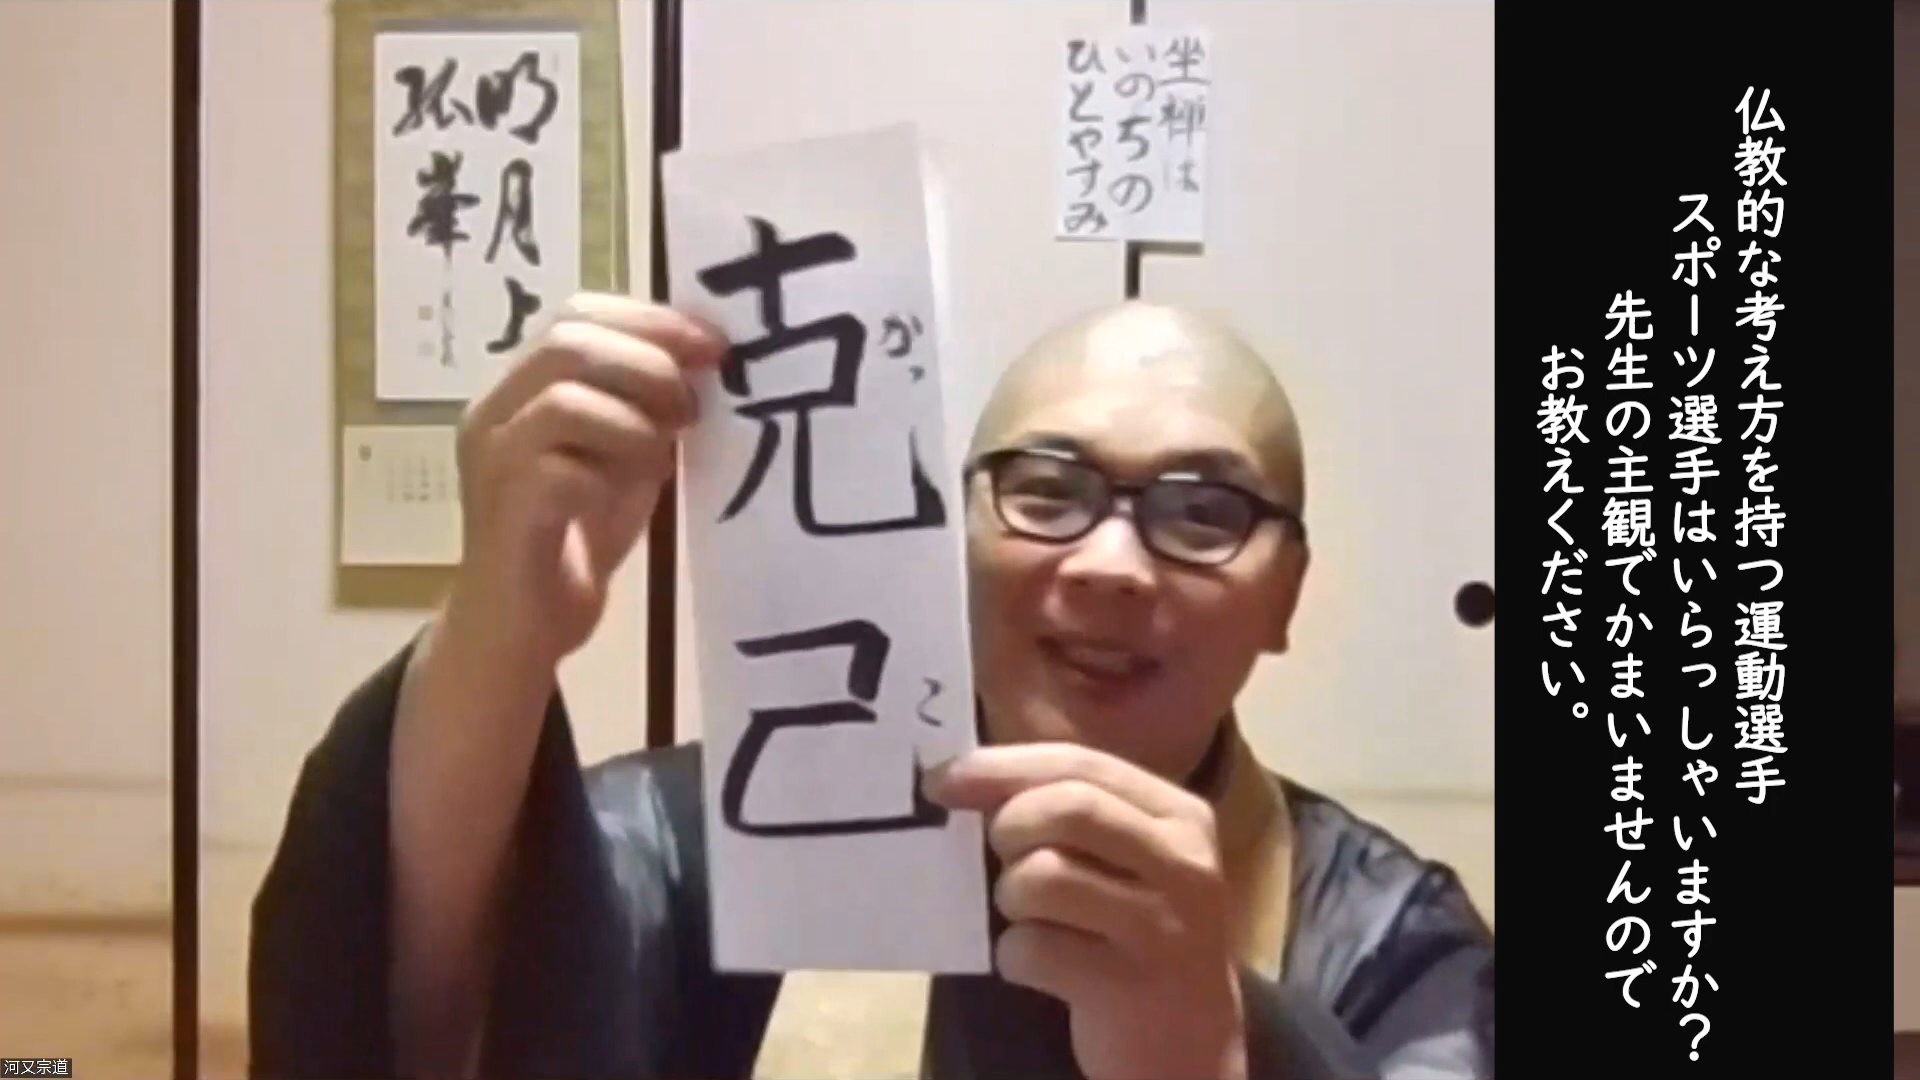 仏教的な考え方を持つ運動選手
スポーツ選手はいらっしゃいますか?
先生の主観でかまいませんので
お教えください。
坐禅は
いのちの
ひとやすみ
克己
かっ
こ
明月上
孤峯
河又宗道